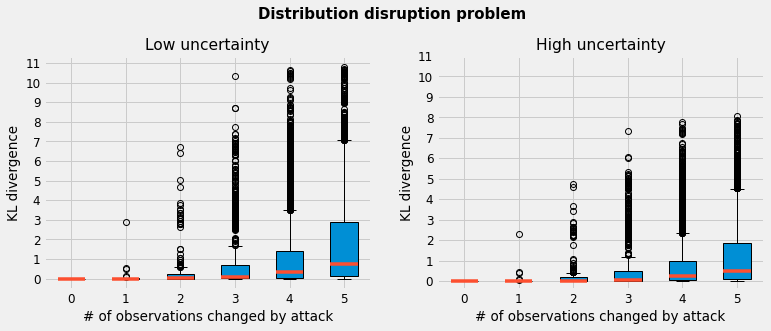 Distribution disruption problem
Low uncertainty
KL divergence
11
10
9
8
7
6
5
4
3
2
1
0
0 1 2 3 4 5
# of observations changed by attack
High uncertainty
KL divergence
11
10
9
8
7
6
5
4
3
2
1
0
0 1 2 3 4 5
# of observations changed by attack